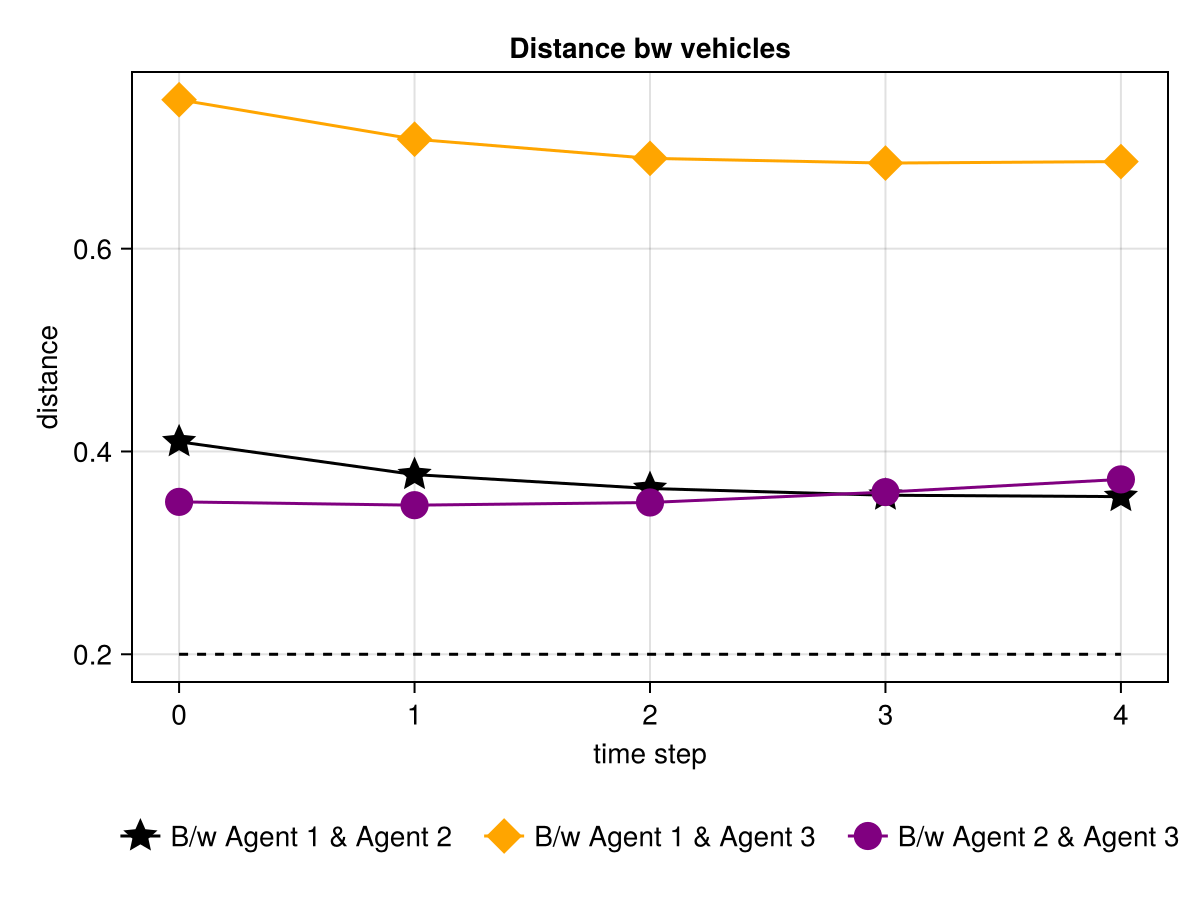 Distance bw vehicles
distance
0.6
0.4
0.2
0 1 2 3 4
time step
B/w Agent 1 & Agent 2 B/w Agent 1 & Agent 3 B/w Agent 2 & Agent 3